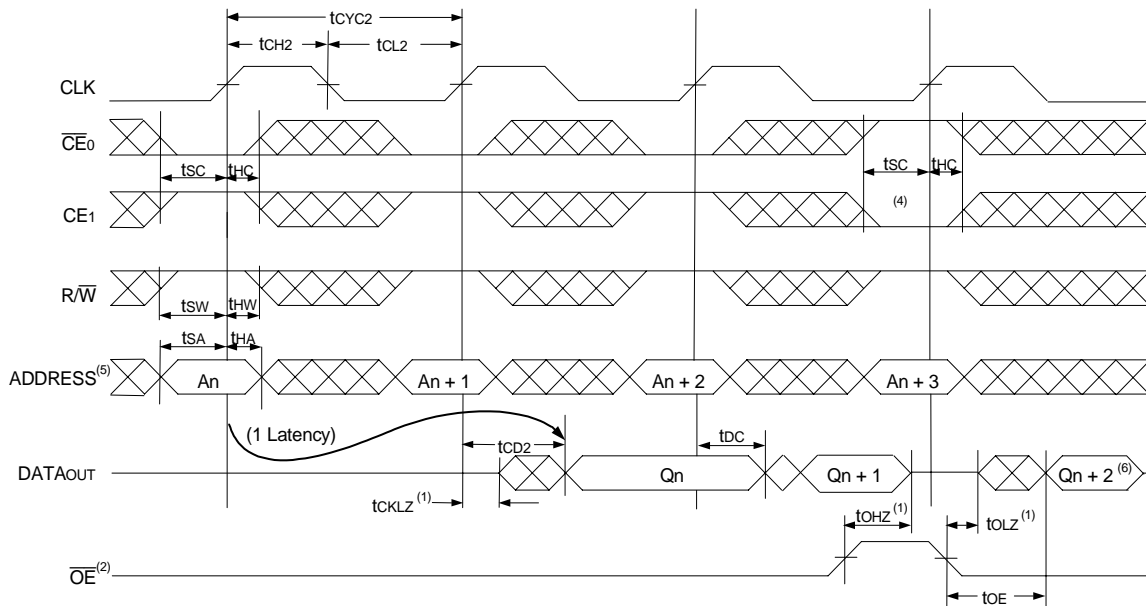 tCYC2
tCH2 tCL2
CLK
CE0
tSC tHC tSC tHC
CE1 (4)
R/W
tSW tHW
tSA tHA
ADDRESS(5) An An + 1 An + 2 An + 3
(1 Latency) tCD2 tDC
DATAOUT Qn Qn + 1 Qn + 2(6)
tCKLZ(1) tOHZ(1) tOLZ(1)
OE(2)
tOE